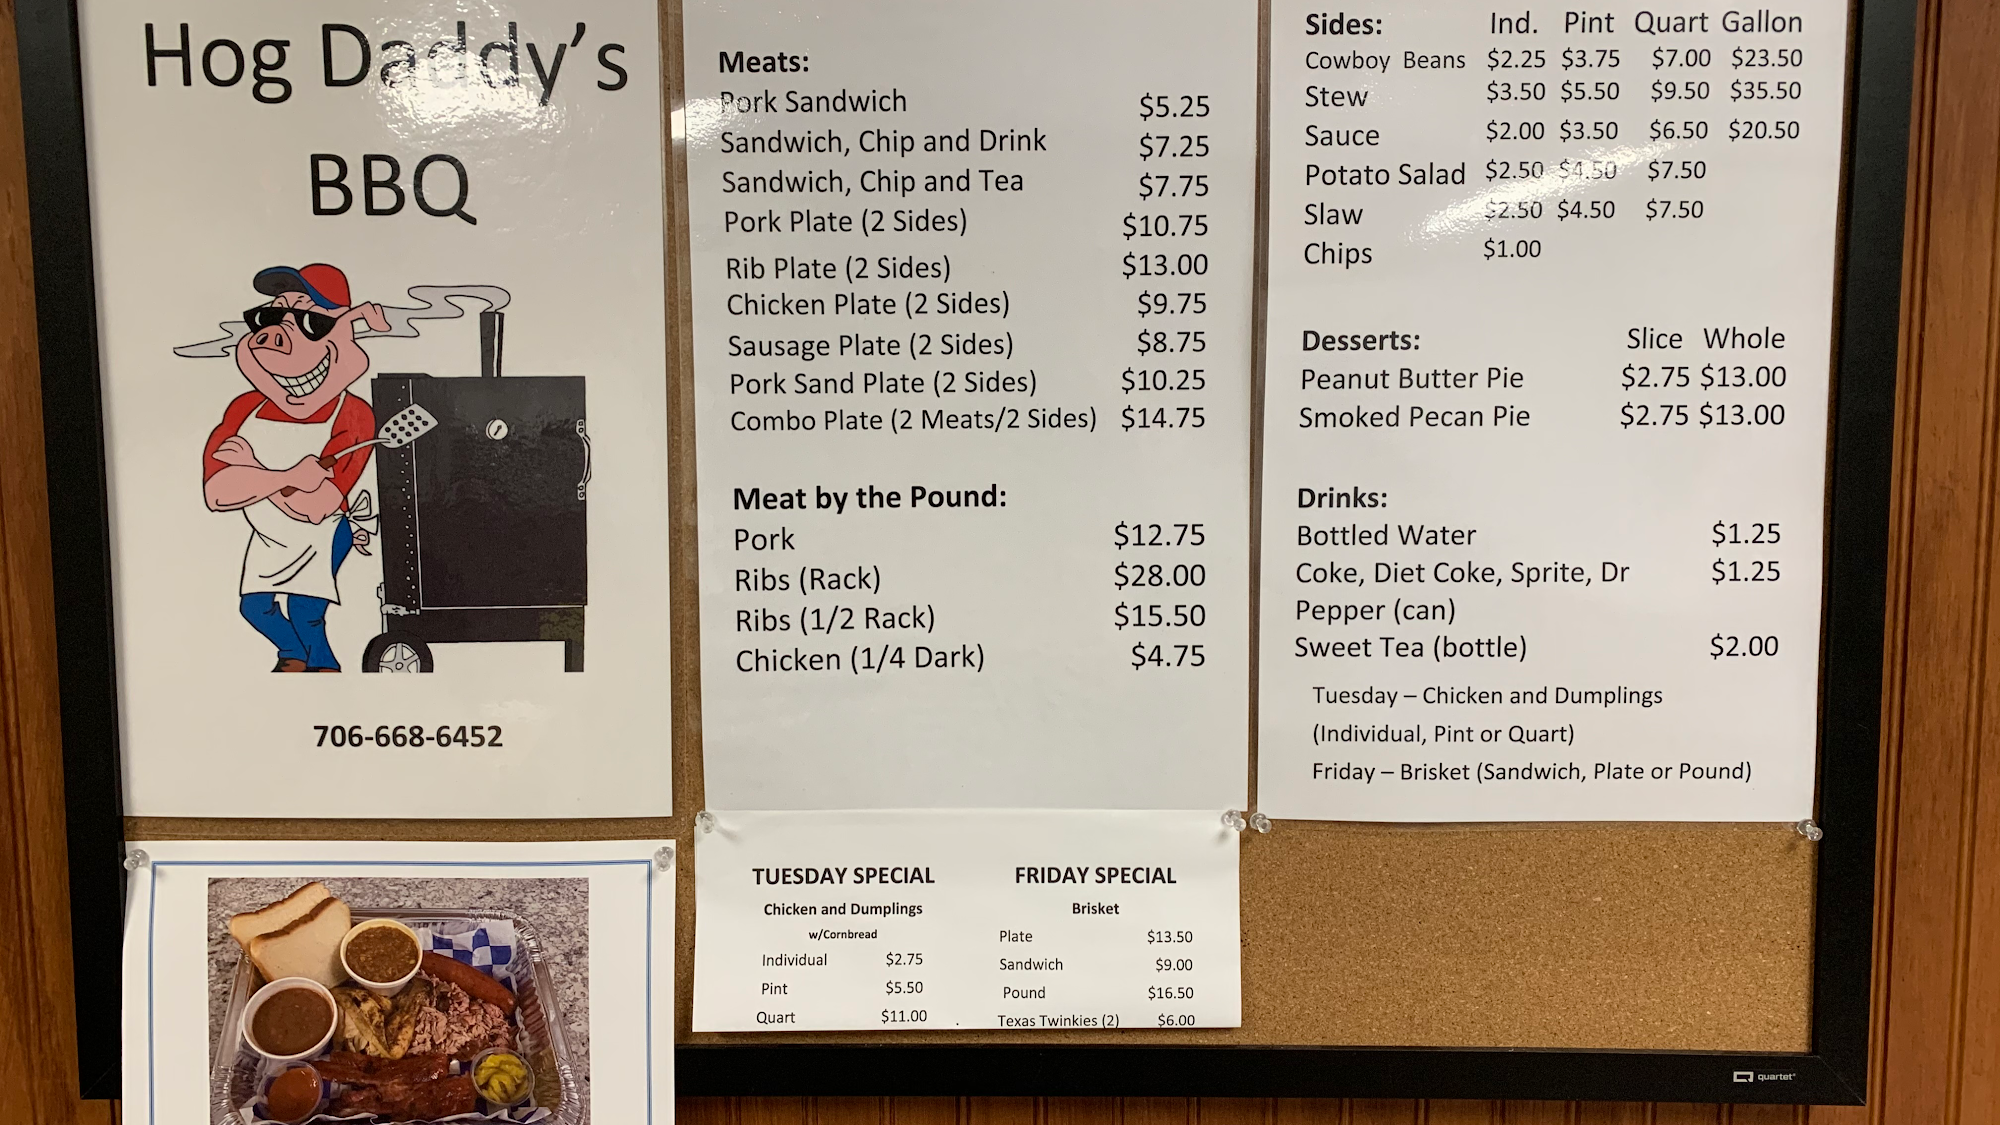 Hog Daddy's
BBQ
706-668-6452
Meats:
Pork Sandwich $5.25
Sandwich, Chip and Drink $7.25
Sandwich, Chip and Tea $7.75
Pork Plate (2 Sides) $10.75
Rib Plate (2 Sides) $13.00
Chicken Plate (2 Sides) $9.75
Sausage Plate (2 Sides) $8.75
Pork Sand Plate (2 Sides) $10.25
Combo Plate (2 Meats/2 Sides) $14.75
Meat by the Pound:
Pork $12.75
Ribs (Rack) $28.00
Ribs (1/2 Rack) $15.50
Chicken (1/4 Dark) $4.75
TUESDAY SPECIAL
Chicken and Dumplings
w/Cornbread
Individual $2.75
Pint $5.50
Quart $11.00 .
FRIDAY SPECIAL
Brisket
Plate $13.50
Sandwich $9.00
Pound $16.50
Texas Twinkies (2) $6.00
Sides: Ind. Pint Quart Gallon
Cowboy Beans $2.25 $3.75 $7.00 $23.50
Stew $3.50 $5.50 $9.50 $35.50
Sauce $2.00 $3.50 $6.50 $20.50
Potato Salad $2.50 $4.50 $7.50
Slaw $2.50 $4.50 $7.50
Chips $1.00
Desserts: Slice Whole
Peanut Butter Pie $2.75 $13.00
Smoked Pecan Pie $2.75 $13.00
Drinks:
Bottled Water $1.25
Coke, Diet Coke, Sprite, Dr $1.25
Pepper (can)
Sweet Tea (bottle) $2.00
Tuesday – Chicken and Dumplings
(Individual, Pint or Quart)
Friday – Brisket (Sandwich, Plate or Pound)
quartet